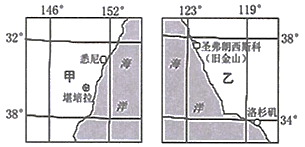 146° 152°
32°
悉尼
海
甲
堪培拉
洋
38°
123° 119°
圣弗朗西斯科
(旧金山)
海
乙
洋
洛杉矶
34°